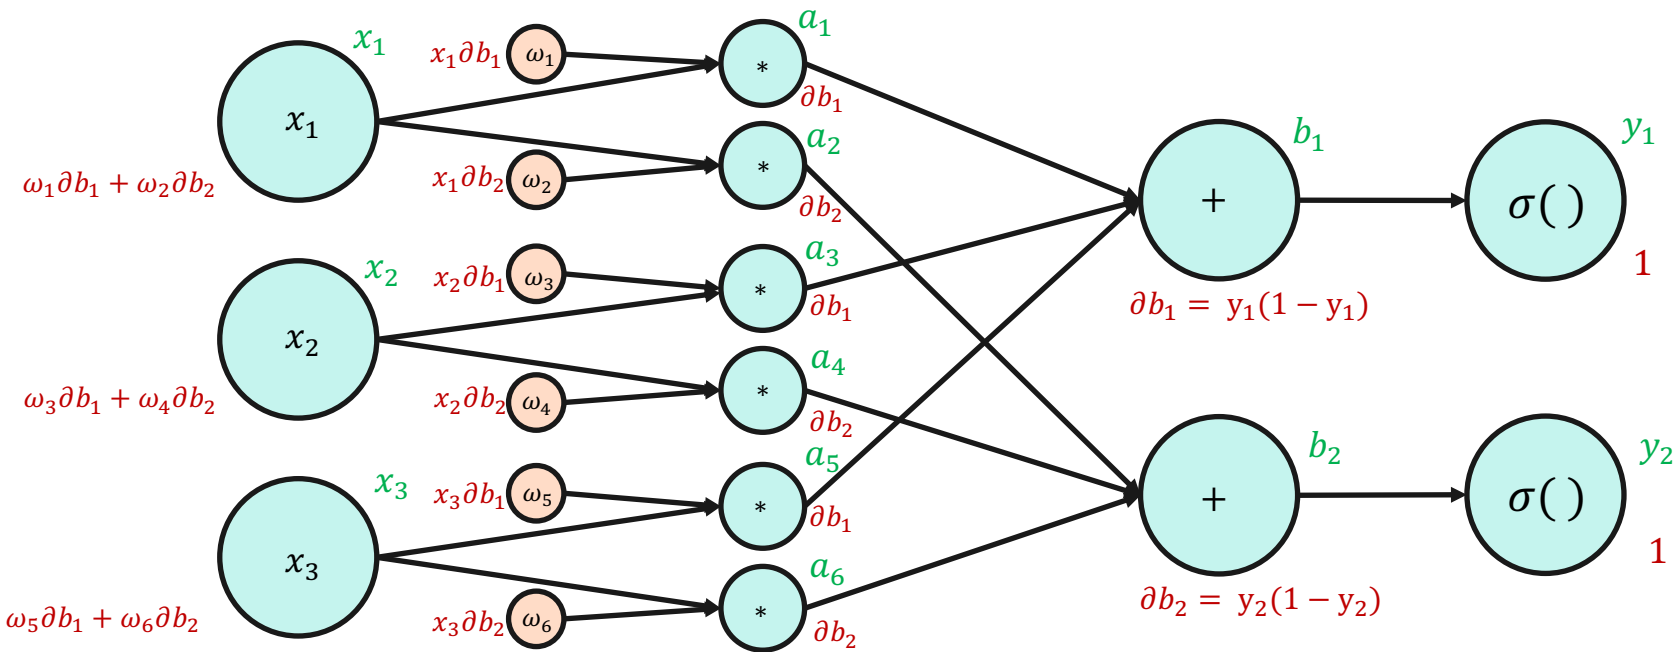 x₁
x₁
ω₁∂b₁ + ω₂∂b₂
x₁∂b₁
ω₁
*
a₁
∂b₁
x₁∂b₂
ω₂
*
a₂
∂b₂
x₂
x₂
ω₃∂b₁ + ω₄∂b₂
x₂∂b₁
ω₃
*
a₃
∂b₁
x₂∂b₂
ω₄
*
a₄
∂b₂
x₃
x₃
ω₅∂b₁ + ω₆∂b₂
x₃∂b₁
ω₅
*
a₅
∂b₁
x₃∂b₂
ω₆
*
a₆
∂b₂
+
b₁
∂b₁ = y₁(1 − y₁)
σ( )
y₁
1
+
b₂
∂b₂ = y₂(1 − y₂)
σ( )
y₂
1